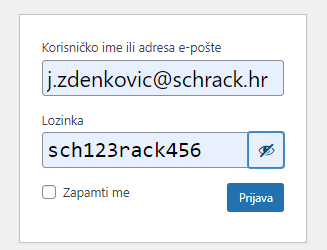 Korisničko ime ili adresa e-pošte
j.zdenkovic@schrack.hr
Lozinka
sch123rack456
Zapamti me
Prijava